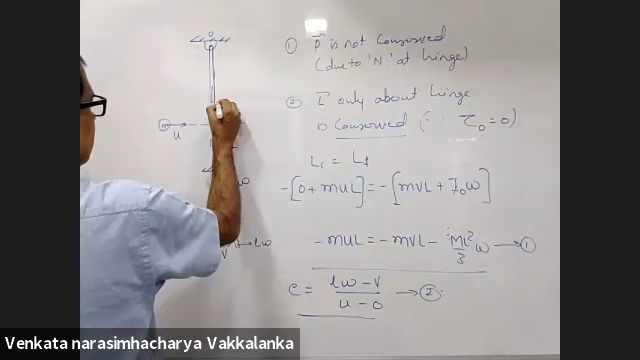 ① P⃗ is not conserved
(due to 'N' at hinge)
② L⃗ only about hinge
is conserved (∵ τ₀ = 0)
Lᵢ = L_f
-[0 + muL] = -[mVL + I₀ω]
-muL = -mVL - ML²/3 ω → ①
e = (lω - V)/(u - 0) → ②
O
m
u
ω
V
lω
Venkata narasimhacharya Vakkalanka